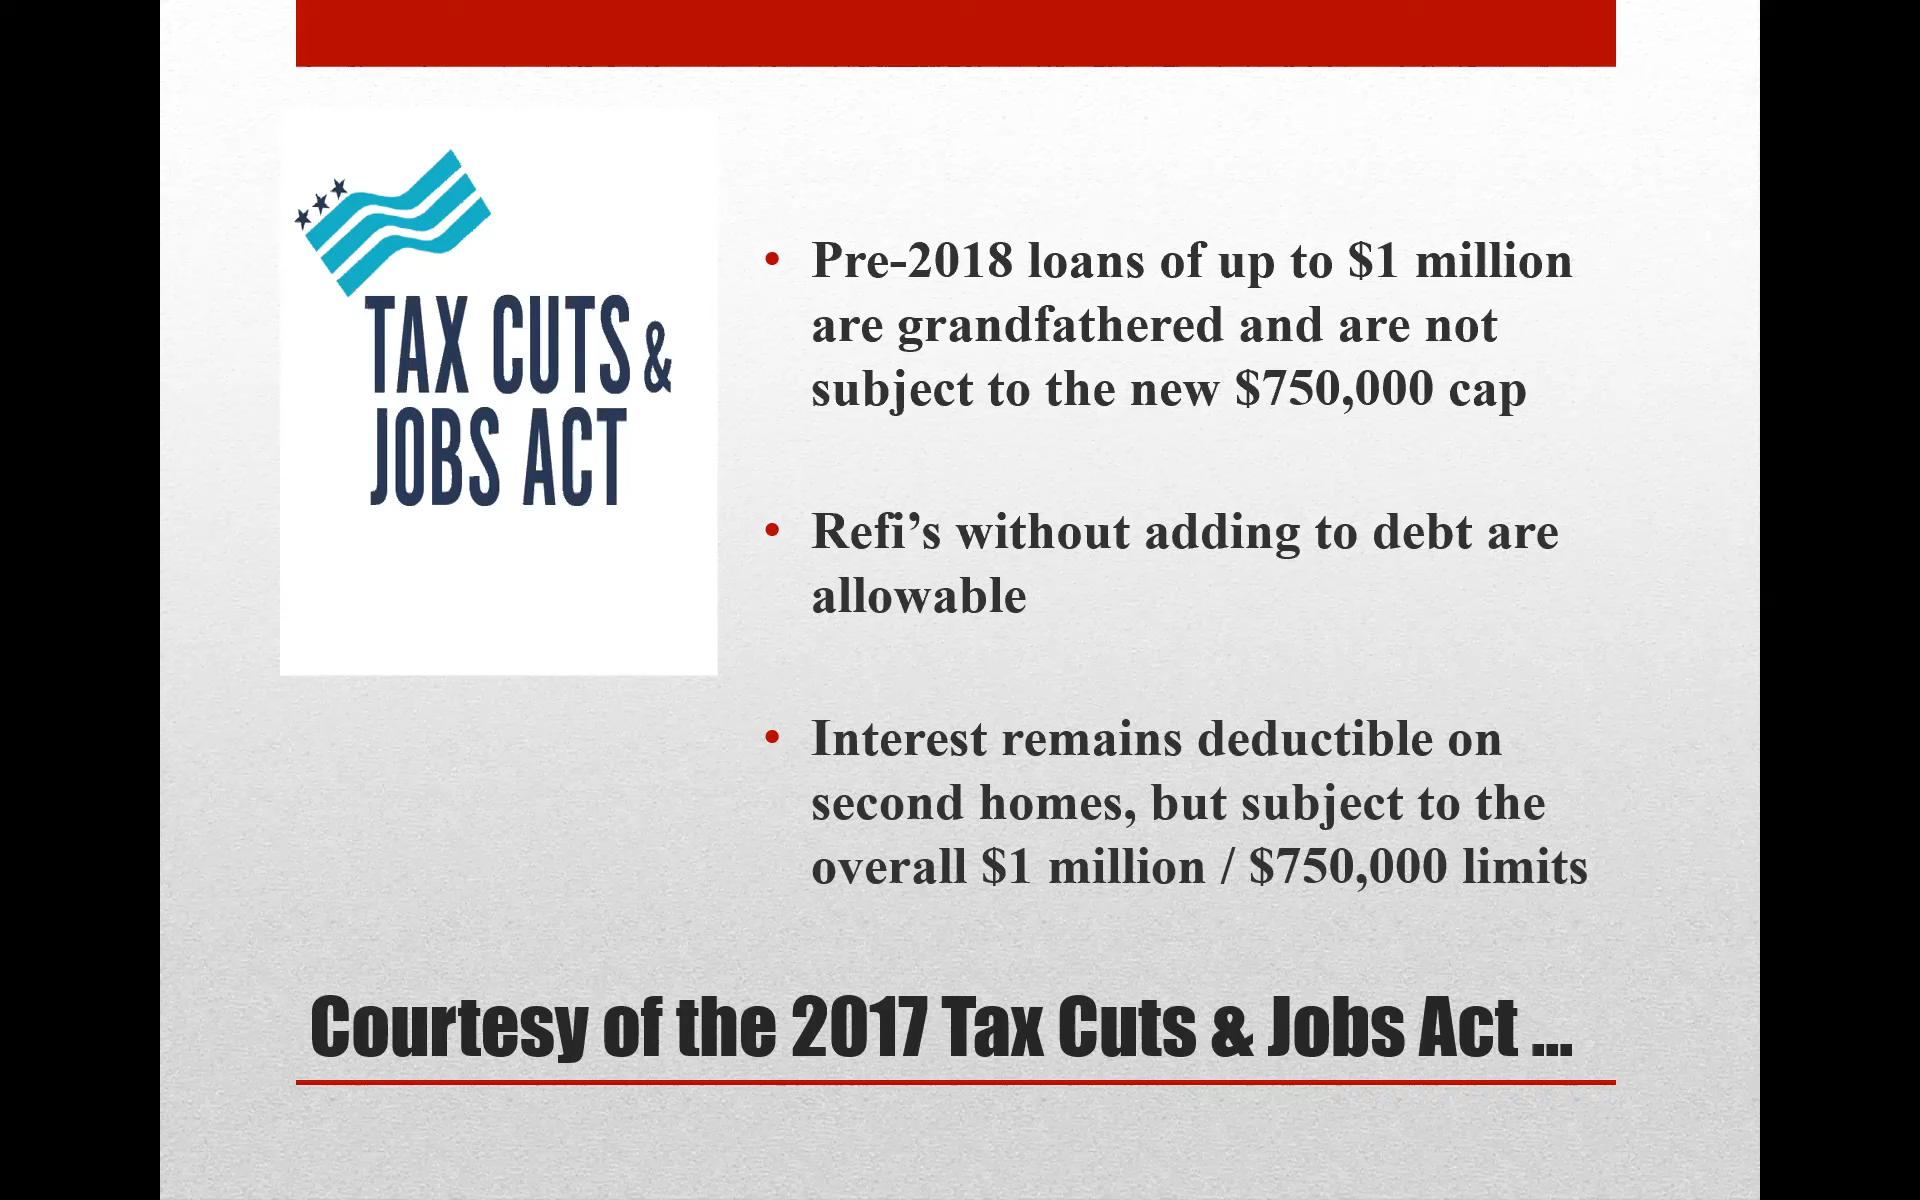 TAX CUTS &
JOBS ACT
• Pre-2018 loans of up to $1 million
are grandfathered and are not
subject to the new $750,000 cap
• Refi’s without adding to debt are
allowable
• Interest remains deductible on
second homes, but subject to the
overall $1 million / $750,000 limits
Courtesy of the 2017 Tax Cuts & Jobs Act ...